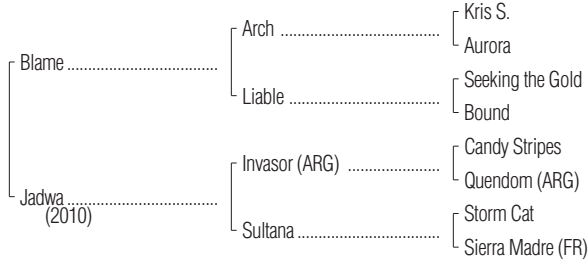 Kris S.
Arch ......................................
Aurora
Blame ..................................
Seeking the Gold
Liable ....................................
Bound
Candy Stripes
Invasor (ARG) .....................
Quendom (ARG)
Jadwa..................................
(2010)
Storm Cat
Sultana ..................................
Sierra Madre (FR)